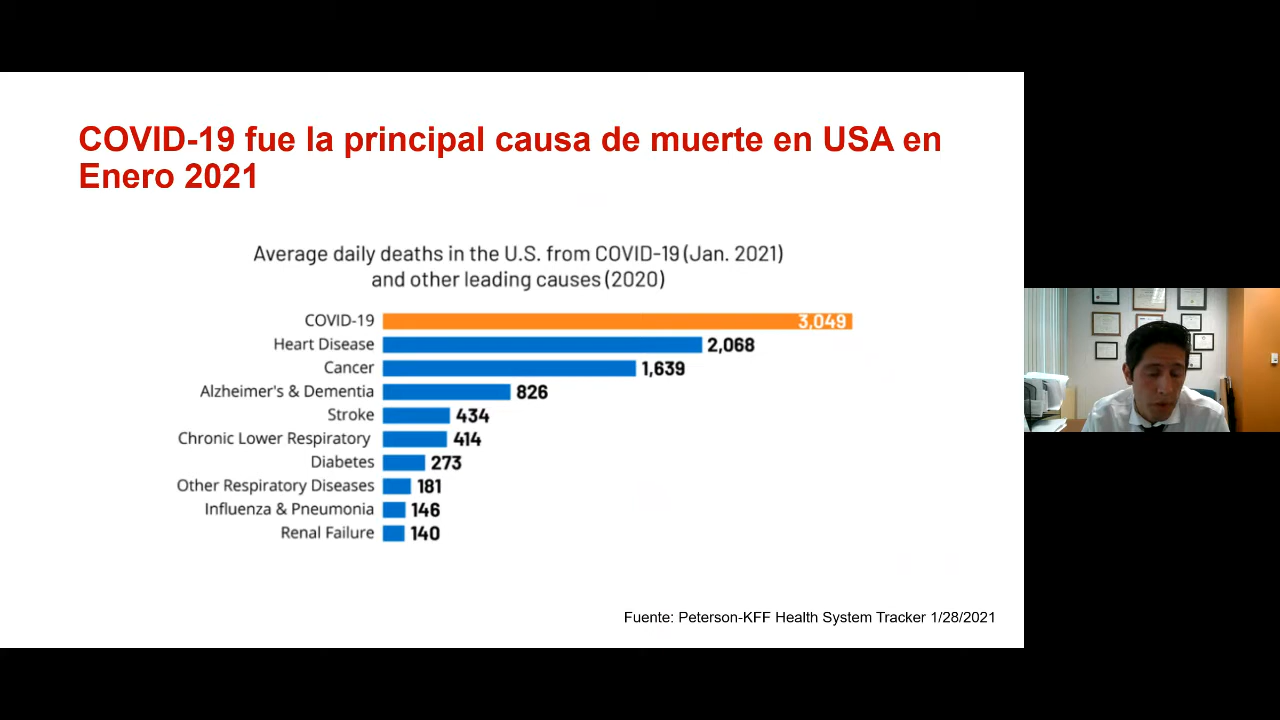 COVID-19 fue la principal causa de muerte en USA en
Enero 2021
Average daily deaths in the U.S. from COVID-19 (Jan. 2021)
and other leading causes (2020)
COVID-19 3,049
Heart Disease 2,068
Cancer 1,639
Alzheimer's & Dementia 826
Stroke 434
Chronic Lower Respiratory 414
Diabetes 273
Other Respiratory Diseases 181
Influenza & Pneumonia 146
Renal Failure 140
Fuente: Peterson-KFF Health System Tracker 1/28/2021